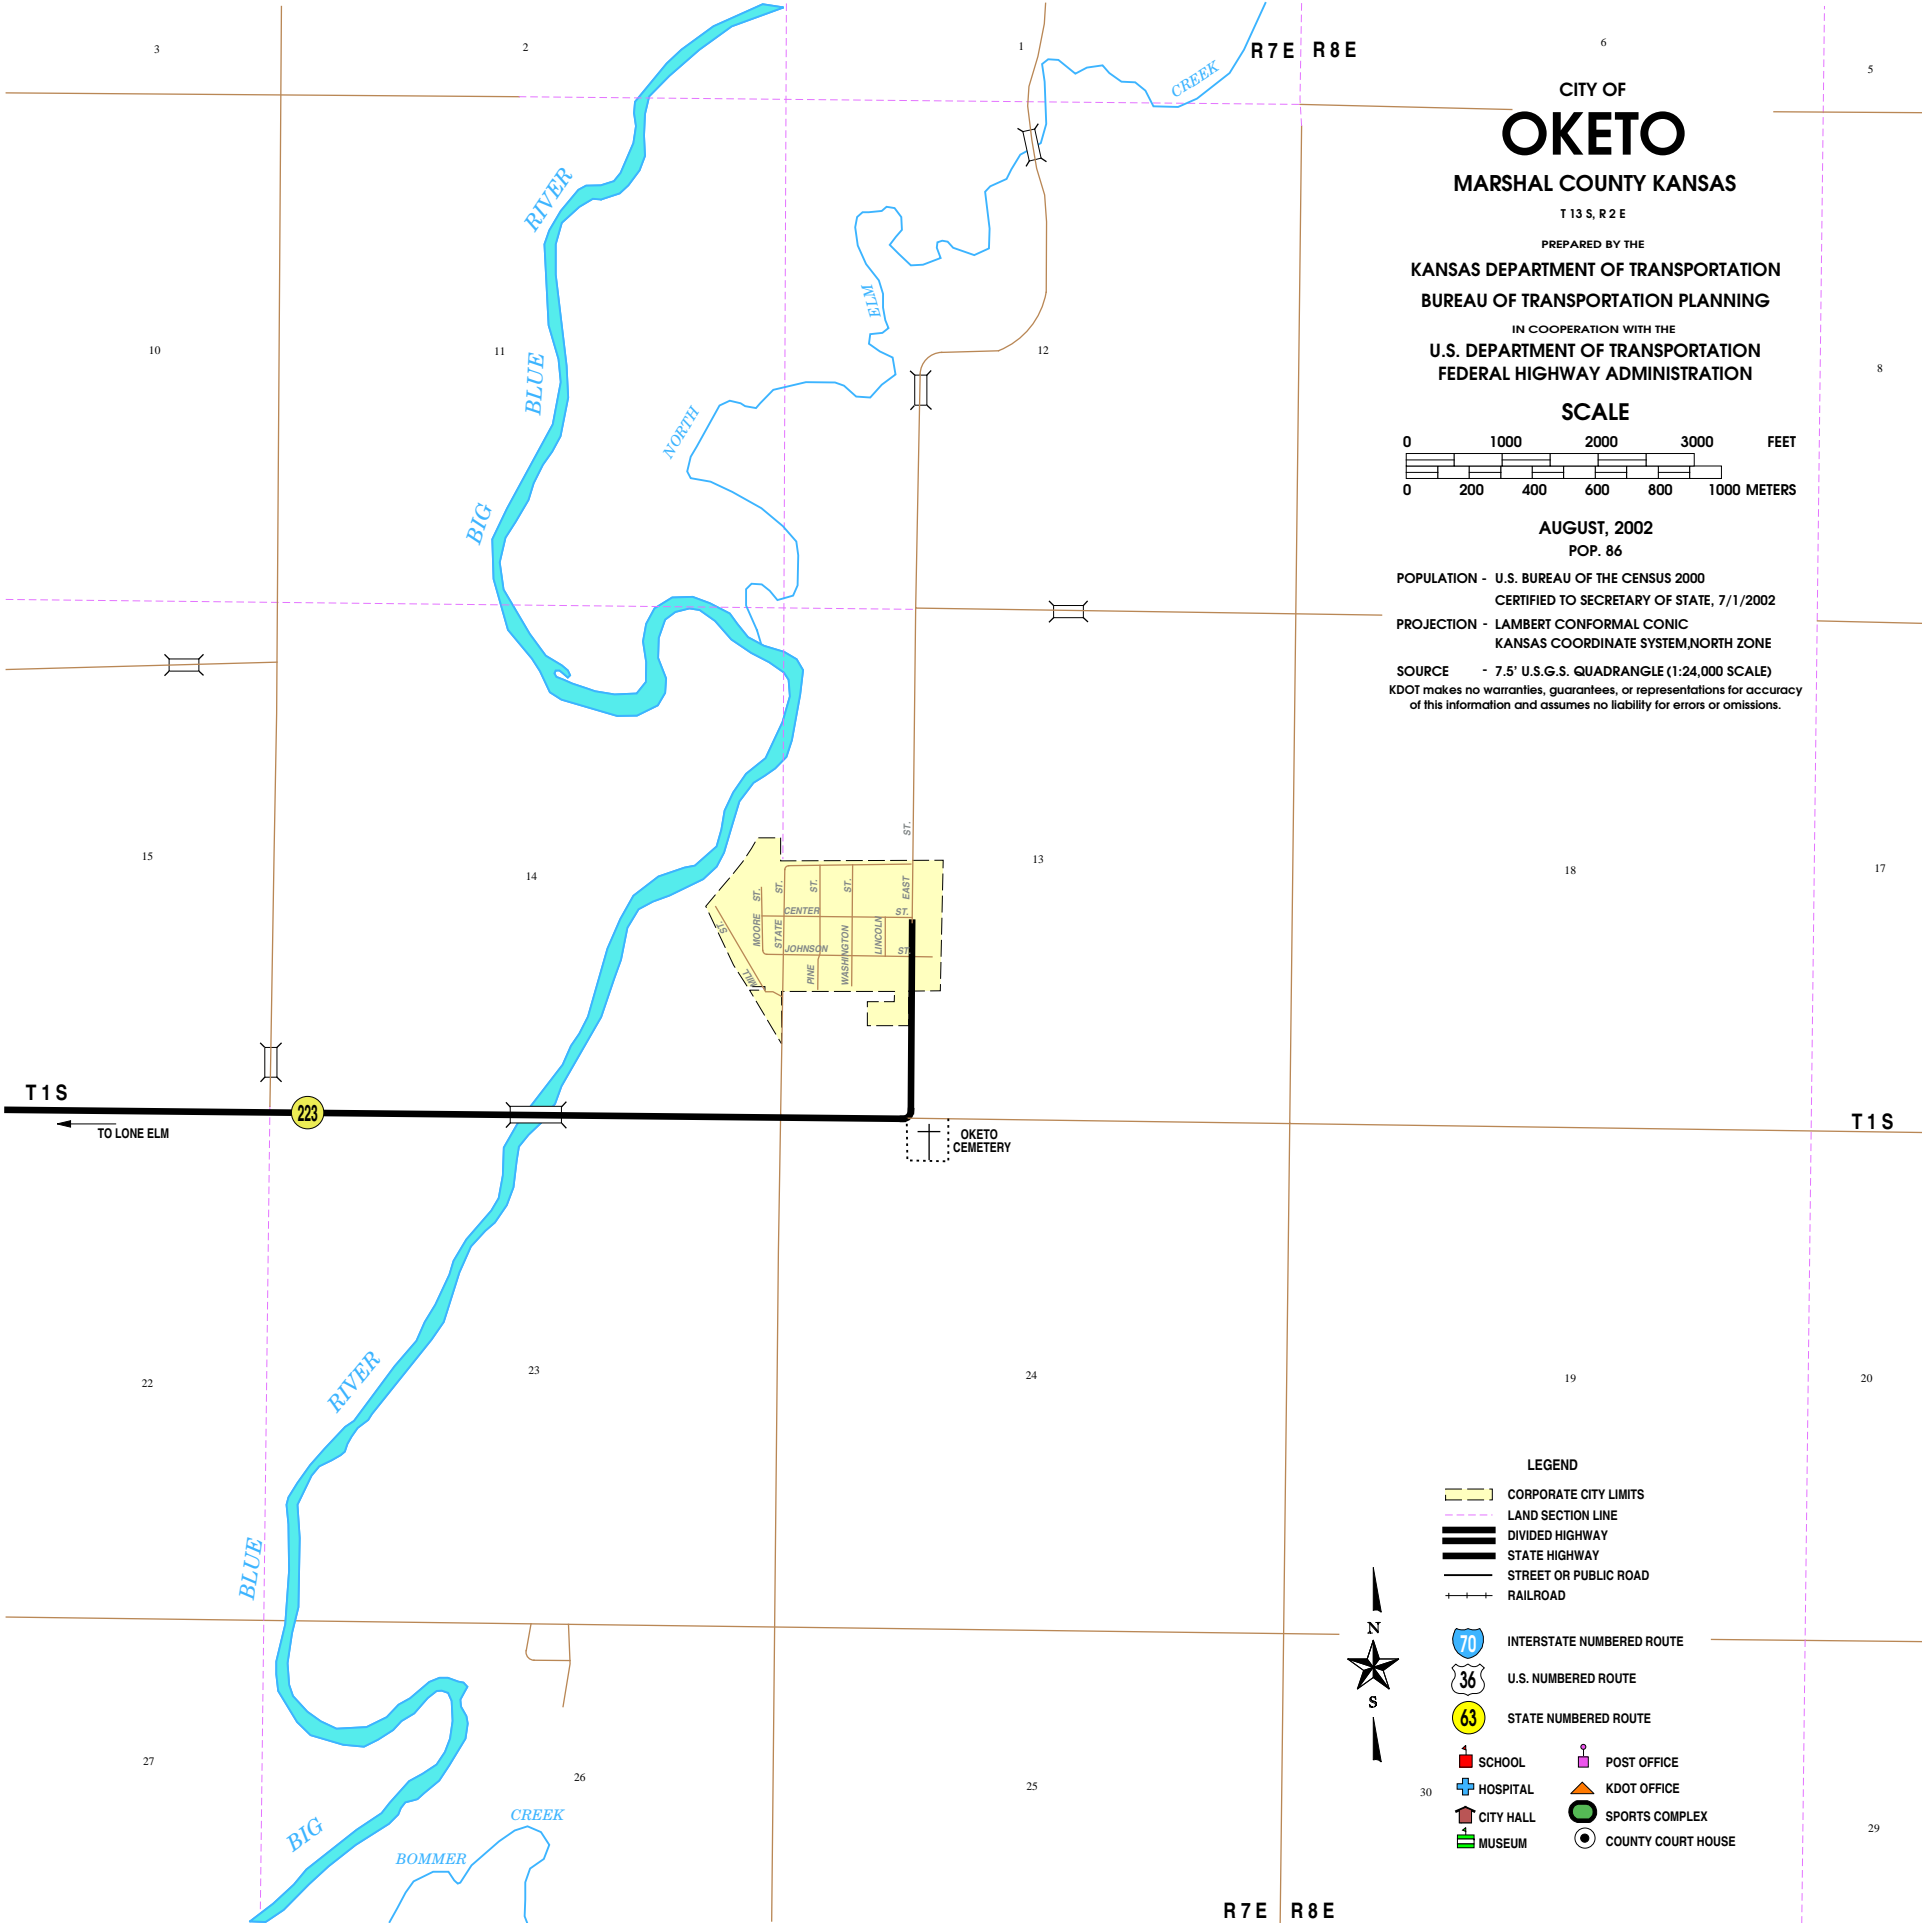 3
2
1
R 7 E R 8 E
6
5
CREEK
CITY OF
OKETO
MARSHAL COUNTY KANSAS
T 13 S, R 2 E
PREPARED BY THE
KANSAS DEPARTMENT OF TRANSPORTATION
BUREAU OF TRANSPORTATION PLANNING
IN COOPERATION WITH THE
U.S. DEPARTMENT OF TRANSPORTATION
FEDERAL HIGHWAY ADMINISTRATION
SCALE
0 1000 2000 3000 FEET
0 200 400 600 800 1000 METERS
AUGUST, 2002
POP. 86
POPULATION - U.S. BUREAU OF THE CENSUS 2000
CERTIFIED TO SECRETARY OF STATE, 7/1/2002
PROJECTION - LAMBERT CONFORMAL CONIC
KANSAS COORDINATE SYSTEM,NORTH ZONE
SOURCE - 7.5' U.S.G.S. QUADRANGLE (1:24,000 SCALE)
KDOT makes no warranties, guarantees, or representations for accuracy
of this information and assumes no liability for errors or omissions.
RIVER
ELM
10
11
BLUE
12
8
NORTH
BIG
15
14
13
18
17
EAST ST.
MOORE ST.
STATE ST.
PINE ST.
WASHINGTON ST.
LINCOLN
CENTER ST.
JOHNSON ST.
MILL ST.
T 1 S
223
TO LONE ELM
OKETO
CEMETERY
T 1 S
22
RIVER
23
24
19
20
BLUE
LEGEND
CORPORATE CITY LIMITS
LAND SECTION LINE
DIVIDED HIGHWAY
STATE HIGHWAY
STREET OR PUBLIC ROAD
RAILROAD
70 INTERSTATE NUMBERED ROUTE
36 U.S. NUMBERED ROUTE
63 STATE NUMBERED ROUTE
SCHOOL POST OFFICE
HOSPITAL KDOT OFFICE
CITY HALL SPORTS COMPLEX
MUSEUM COUNTY COURT HOUSE
N
S
27
26
25
30
29
BIG
CREEK
BOMMER
R 7 E R 8 E